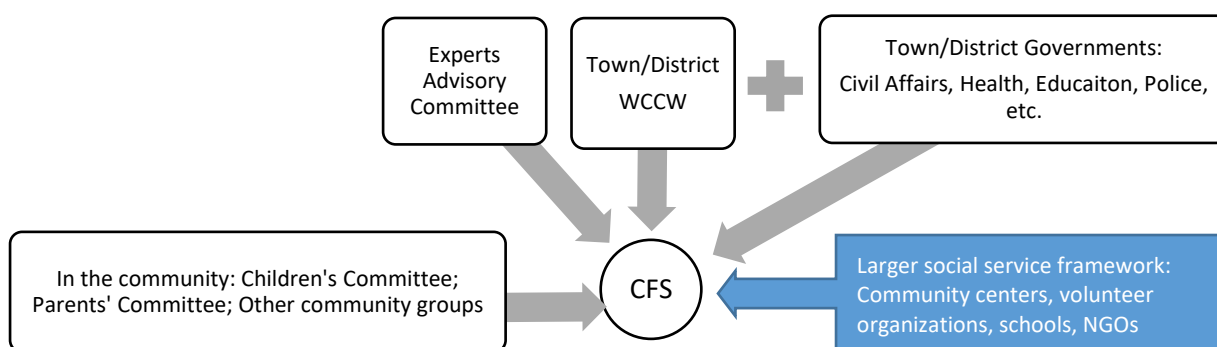 Experts
Advisory
Committee
Town/District
WCCW
Town/District Governments:
Civil Affairs, Health, Educaiton, Police,
etc.
In the community: Children's Committee;
Parents' Committee; Other community groups
CFS
Larger social service framework:
Community centers, volunteer
organizations, schools, NGOs